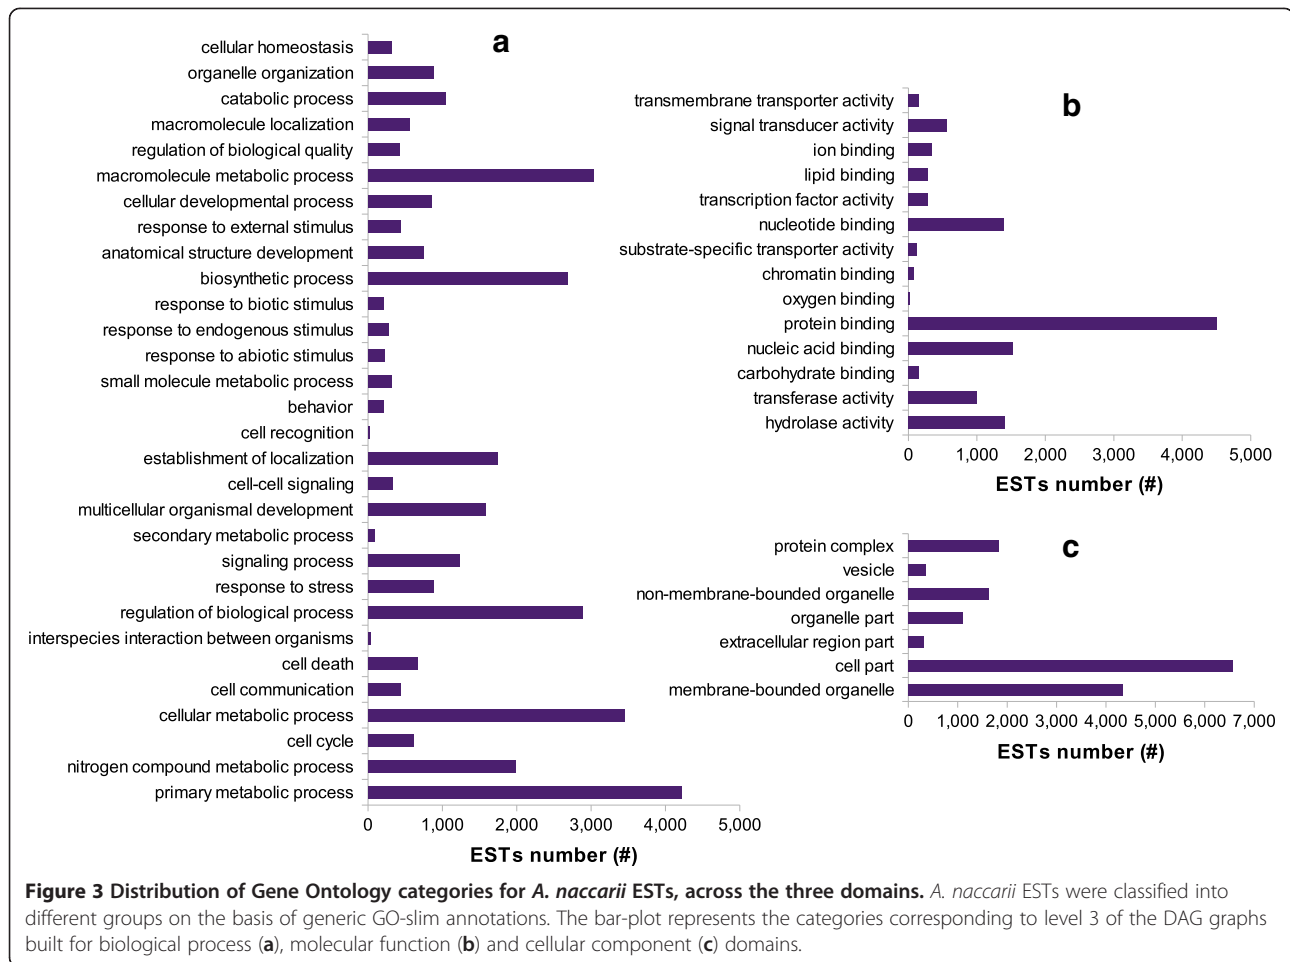 a
cellular homeostasis
organelle organization
catabolic process
macromolecule localization
regulation of biological quality
macromolecule metabolic process
cellular developmental process
response to external stimulus
anatomical structure development
biosynthetic process
response to biotic stimulus
response to endogenous stimulus
response to abiotic stimulus
small molecule metabolic process
behavior
cell recognition
establishment of localization
cell-cell signaling
multicellular organismal development
secondary metabolic process
signaling process
response to stress
regulation of biological process
interspecies interaction between organisms
cell death
cell communication
cellular metabolic process
cell cycle
nitrogen compound metabolic process
primary metabolic process
0 1,000 2,000 3,000 4,000 5,000
ESTs number (#)
b
transmembrane transporter activity
signal transducer activity
ion binding
lipid binding
transcription factor activity
nucleotide binding
substrate-specific transporter activity
chromatin binding
oxygen binding
protein binding
nucleic acid binding
carbohydrate binding
transferase activity
hydrolase activity
0 1,000 2,000 3,000 4,000 5,000
ESTs number (#)
c
protein complex
vesicle
non-membrane-bounded organelle
organelle part
extracellular region part
cell part
membrane-bounded organelle
0 1,000 2,000 3,000 4,000 5,000 6,000 7,000
ESTs number (#)
Figure 3 Distribution of Gene Ontology categories for A. naccarii ESTs, across the three domains. A. naccarii ESTs were classified into
different groups on the basis of generic GO-slim annotations. The bar-plot represents the categories corresponding to level 3 of the DAG graphs
built for biological process (a), molecular function (b) and cellular component (c) domains.